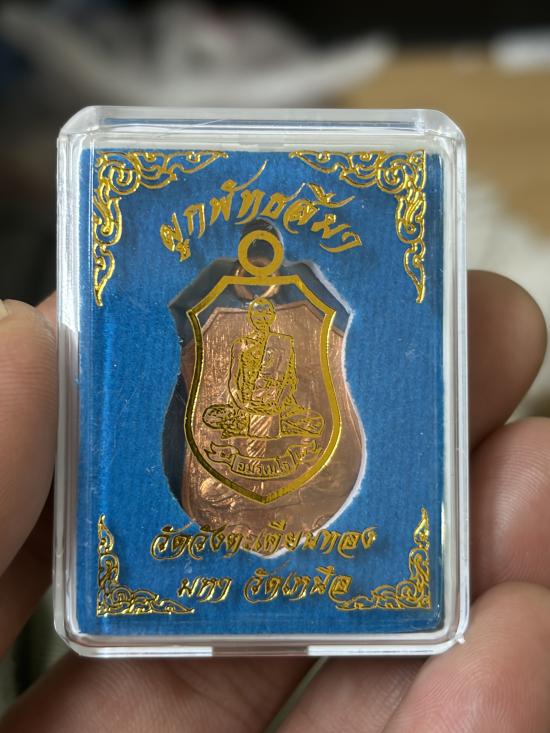 ผูกพัทธสีมา
วัดวังตะเคียนทอง
มหา วัดเหนือ